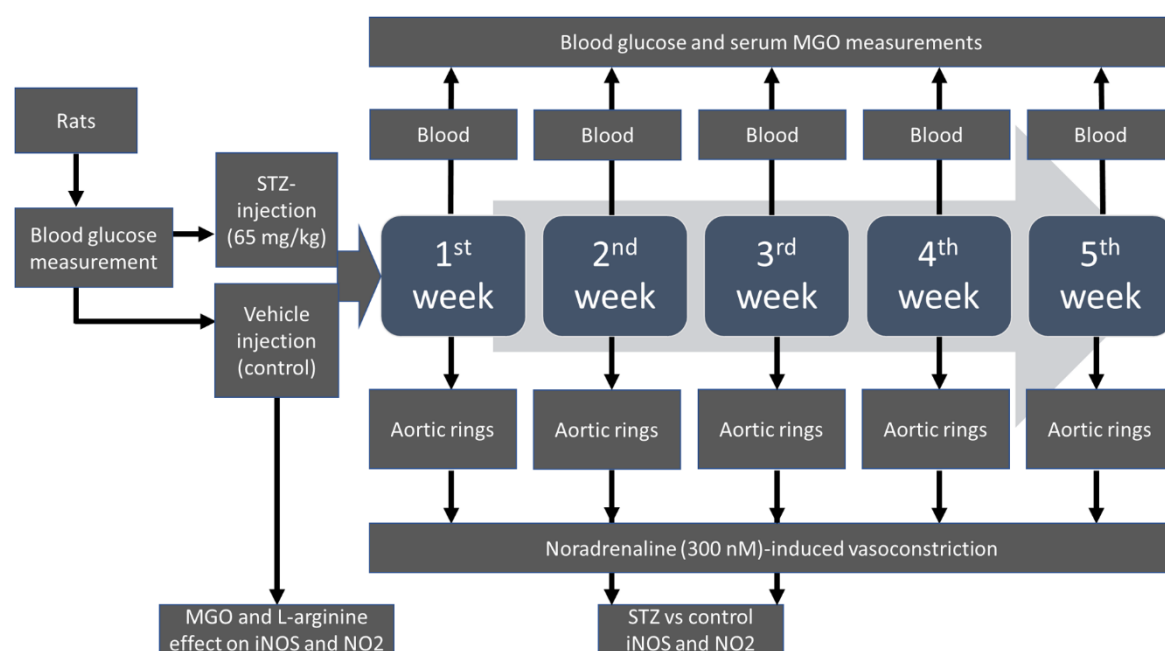 Blood glucose and serum MGO measurements
Rats
Blood
Blood
Blood
Blood
Blood
STZ-
injection
(65 mg/kg)
Blood glucose
measurement
1st
week
2nd
week
3rd
week
4th
week
5th
week
Vehicle
injection
(control)
Aortic rings
Aortic rings
Aortic rings
Aortic rings
Aortic rings
Noradrenaline (300 nM)-induced vasoconstriction
MGO and L-arginine
effect on iNOS and NO2
STZ vs control
iNOS and NO2